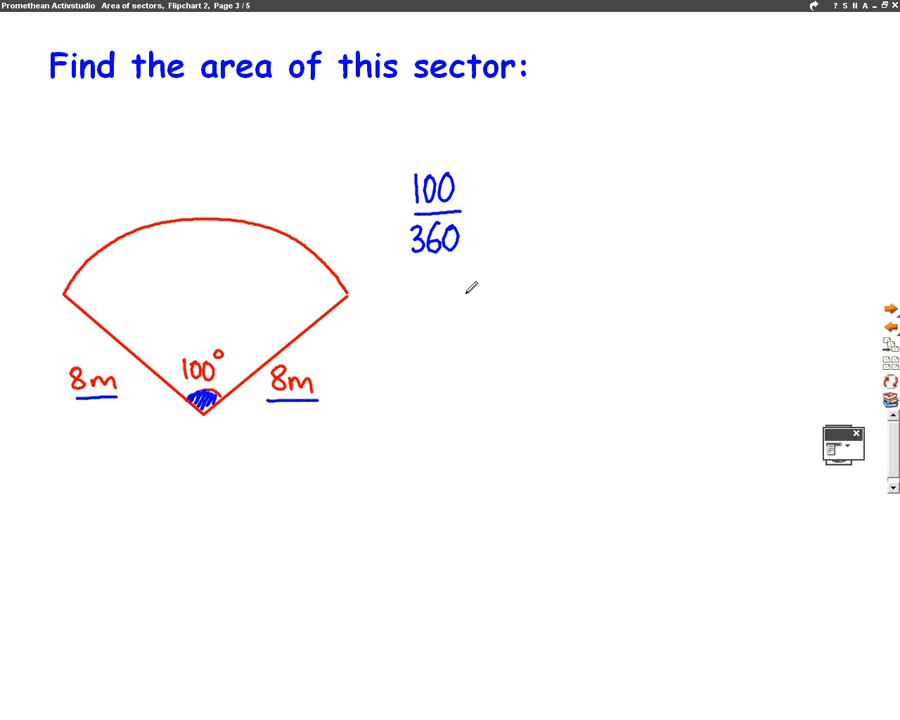 Promethean Activstudio Area of sectors, Flipchart 2, Page 3 / 5
? S N A
Find the area of this sector:
100
360
100°
8m
8m